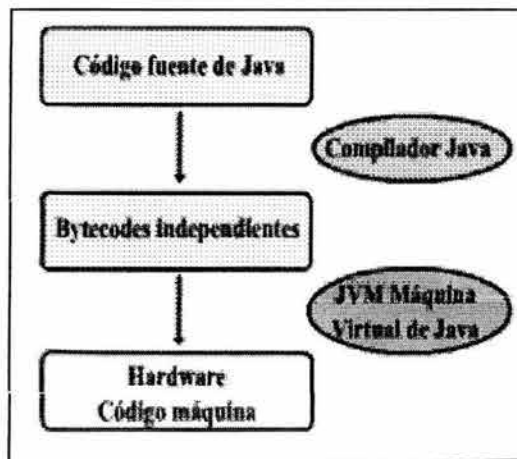 Código fuente de Java
Compilador Java
Bytecodes independientes
JVM Máquina
Virtual de Java
Hardware
Código máquina